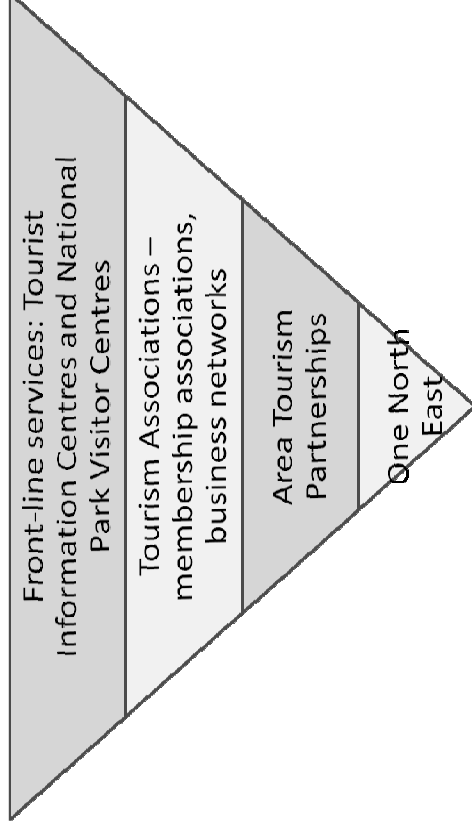 Front-line services: Tourist
Information Centres and National
Park Visitor Centres
Tourism Associations –
membership associations,
business networks
Area Tourism
Partnerships
One North
East